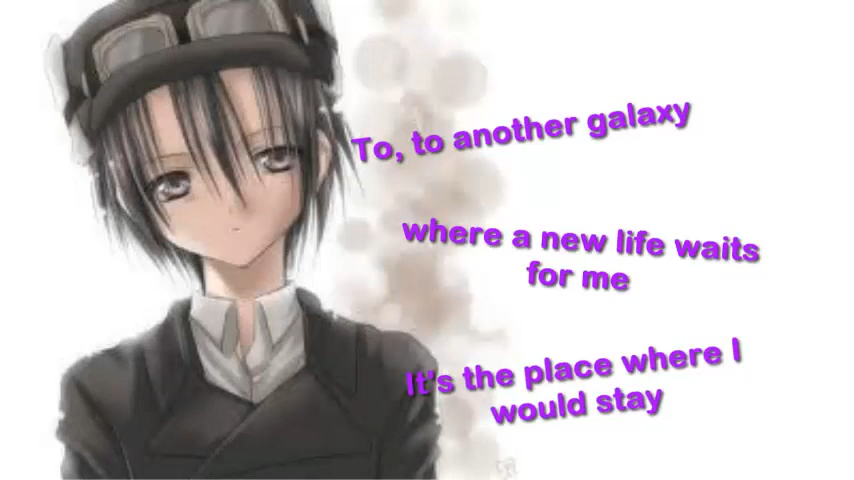 To, to another galaxy
where a new life waits
for me
It's the place where I
would stay